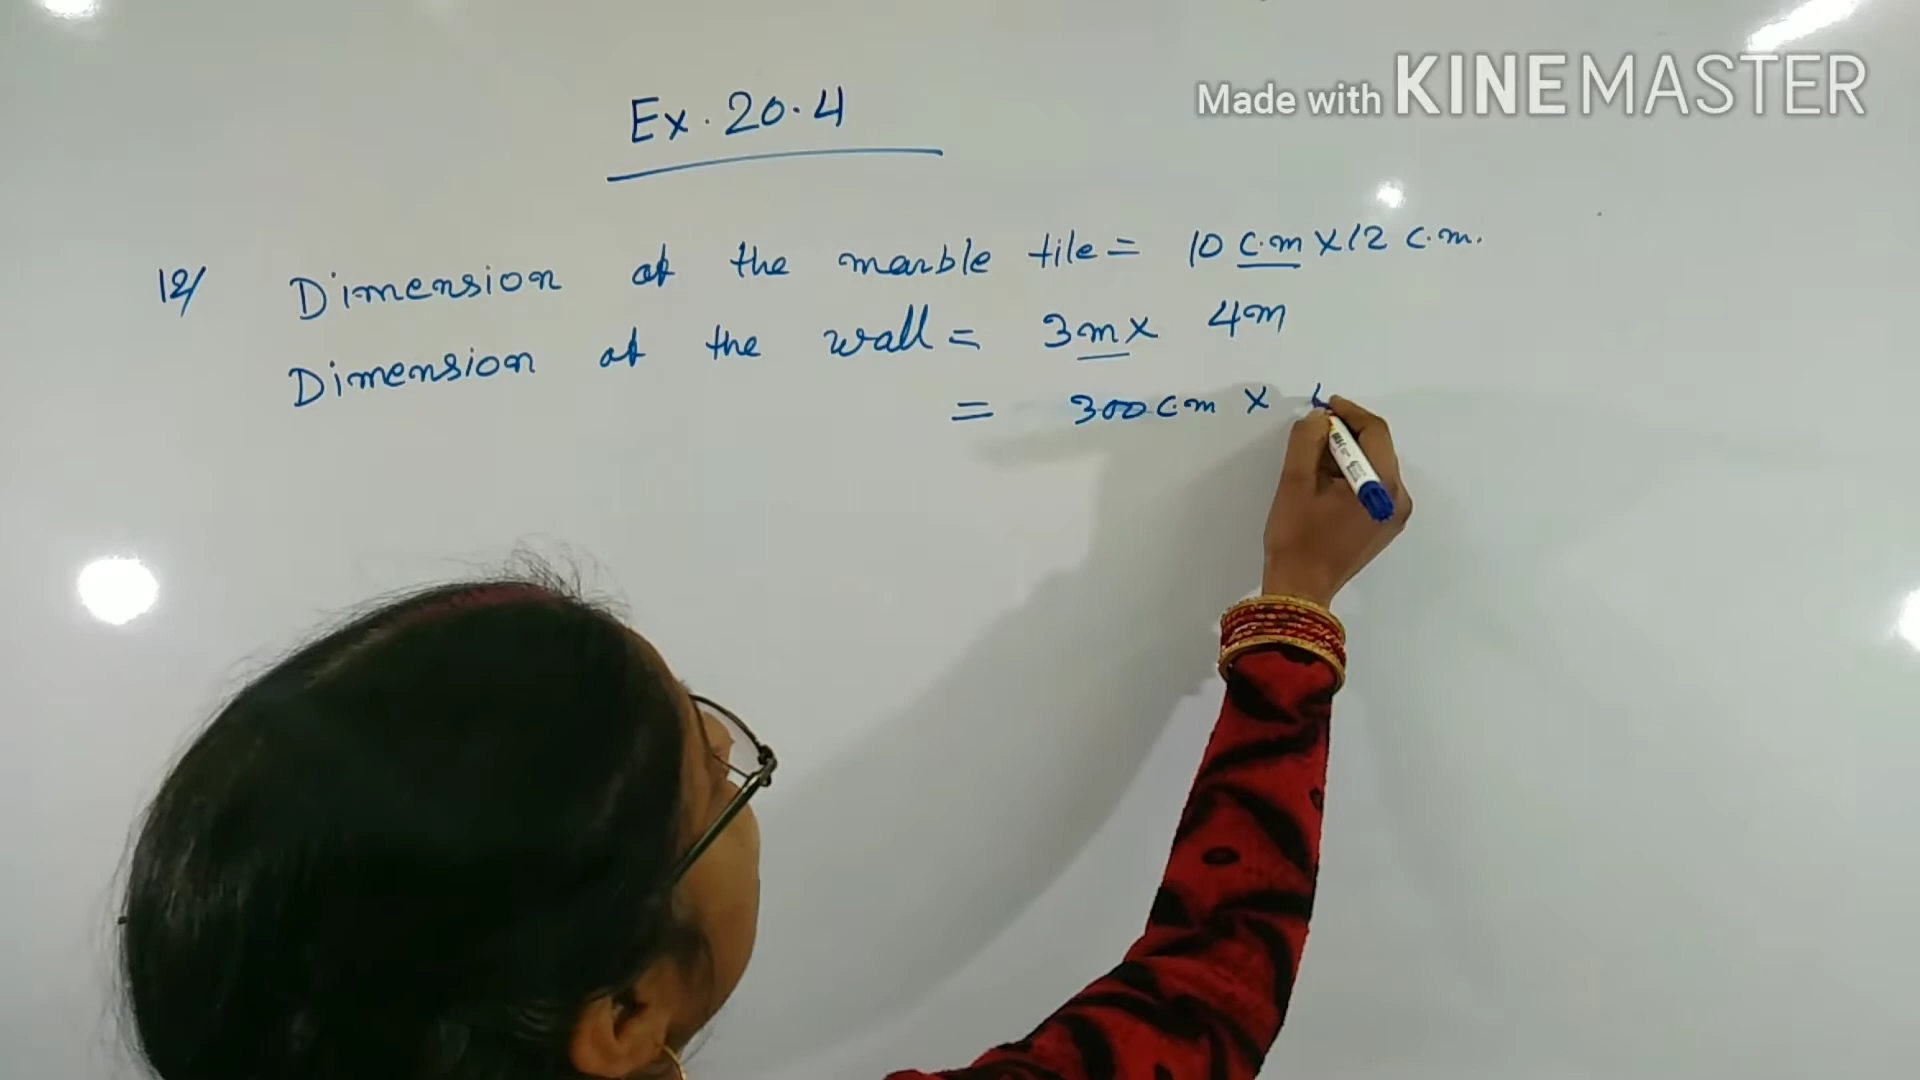 Made with KINEMASTER
Ex. 20.4
12/ Dimension of the marble tile = 10 c.m x 12 c.m.
Dimension of the wall = 3m x 4m
= 300 c.m x